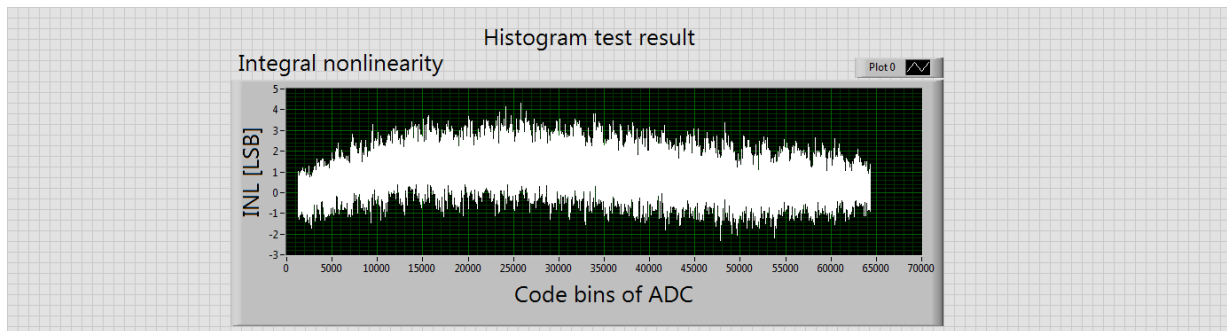 Histogram test result
Integral nonlinearity
Plot 0
INL [LSB]
5
4
3
2
1
0
-1
-2
-3
0 5000 10000 15000 20000 25000 30000 35000 40000 45000 50000 55000 60000 65000 70000
Code bins of ADC